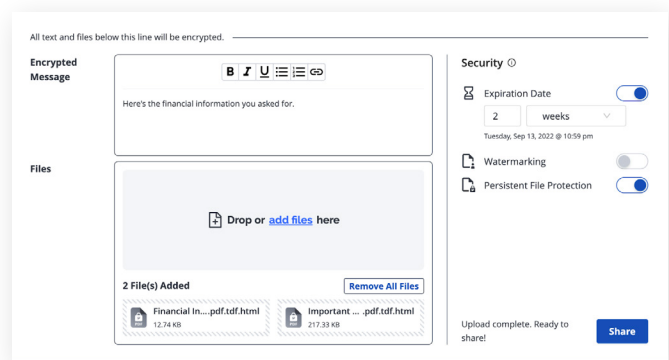 All text and files below this line will be encrypted.
Encrypted
Message
B I U
Here's the financial information you asked for.
Files
Drop or add files here
2 File(s) Added
Remove All Files
Financial In....pdf.tdf.html
12.74 KB
Important ... .pdf.tdf.html
217.33 KB
Security
Expiration Date
2 weeks
Tuesday, Sep 13, 2022 @ 10:59 pm
Watermarking
Persistent File Protection
Upload complete. Ready to
share!
Share